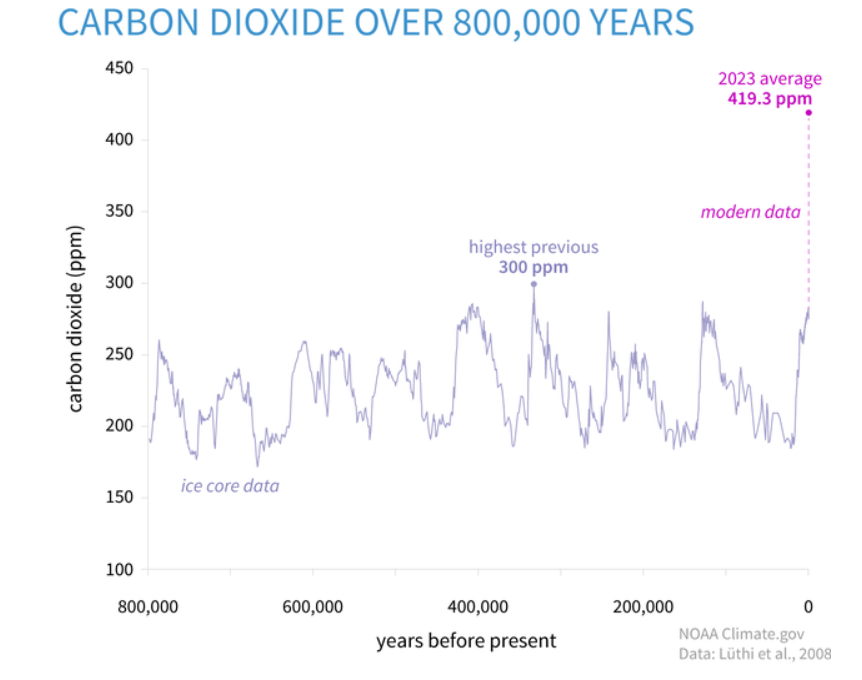 CARBON DIOXIDE OVER 800,000 YEARS
450
2023 average
419.3 ppm
400
350
modern data
highest previous
300 ppm
300
carbon dioxide (ppm)
250
200
ice core data
150
100
800,000
600,000
400,000
200,000
0
years before present
NOAA Climate.gov
Data: Lüthi et al., 2008